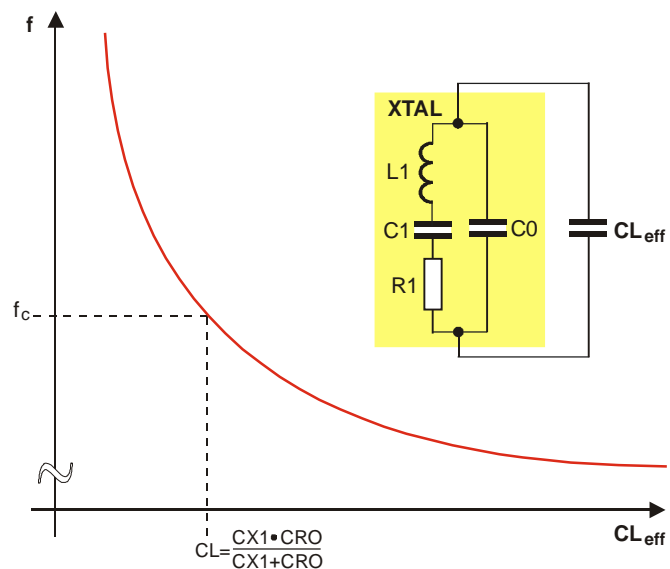 f
XTAL
L1
C1
C0
CLeff
R1
fc
CLeff
CL=CX1•CRO
CX1+CRO